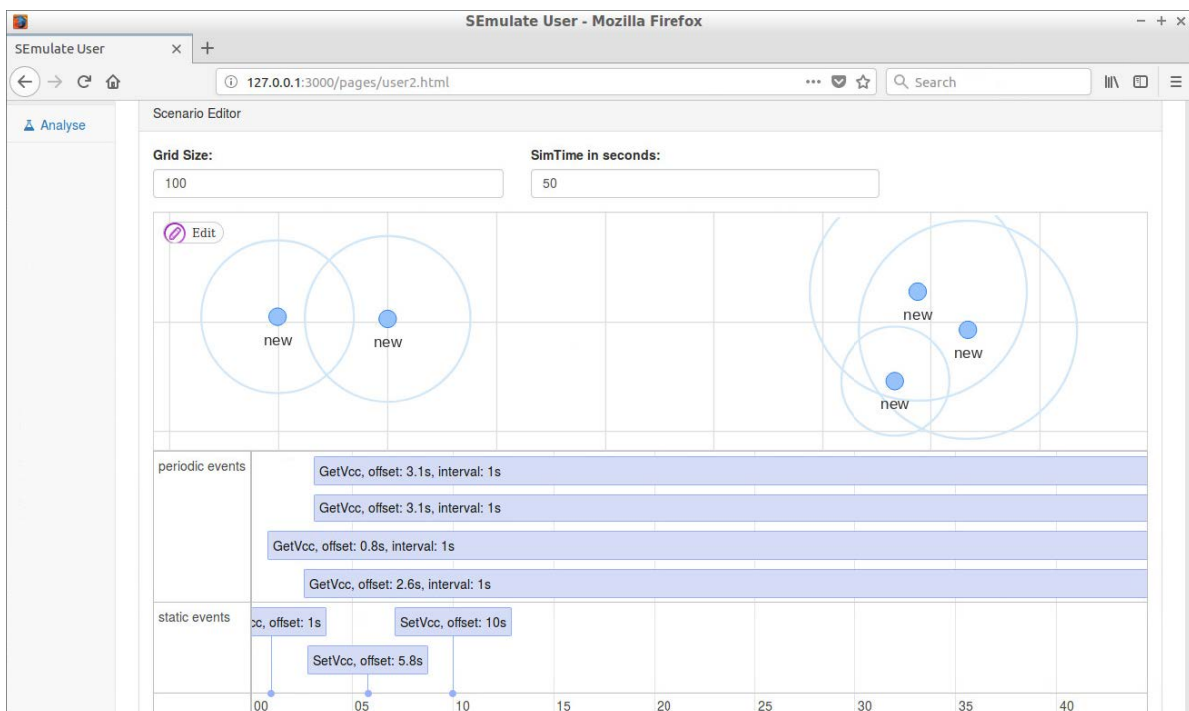 SEmulate User - Mozilla Firefox
SEmulate User
127.0.0.1:3000/pages/user2.html
Search
Analyse
Scenario Editor
Grid Size:
SimTime in seconds:
100
50
Edit
new
new
new
new
new
periodic events
GetVcc, offset: 3.1s, interval: 1s
GetVcc, offset: 3.1s, interval: 1s
GetVcc, offset: 0.8s, interval: 1s
GetVcc, offset: 2.6s, interval: 1s
static events
cc, offset: 1s
SetVcc, offset: 10s
SetVcc, offset: 5.8s
00 05 10 15 20 25 30 35 40